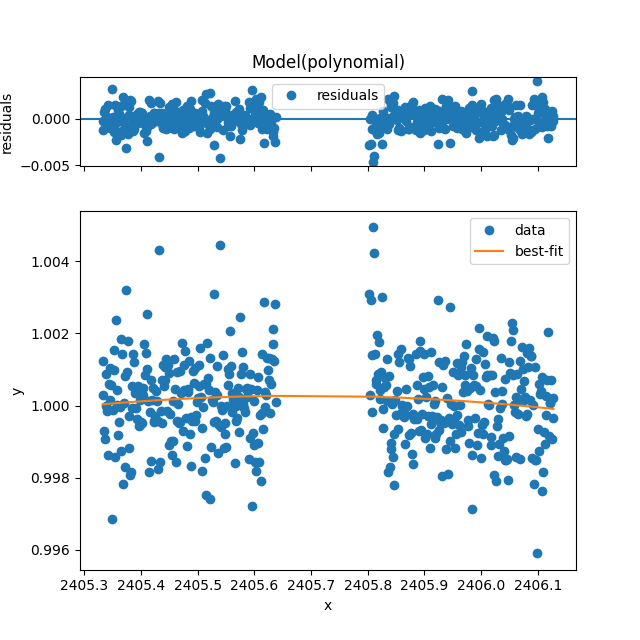 Model(polynomial)
residuals
0.000
−0.005
residuals
data
best-fit
1.004
1.002
1.000
0.998
0.996
y
2405.3 2405.4 2405.5 2405.6 2405.7 2405.8 2405.9 2406.0 2406.1
x